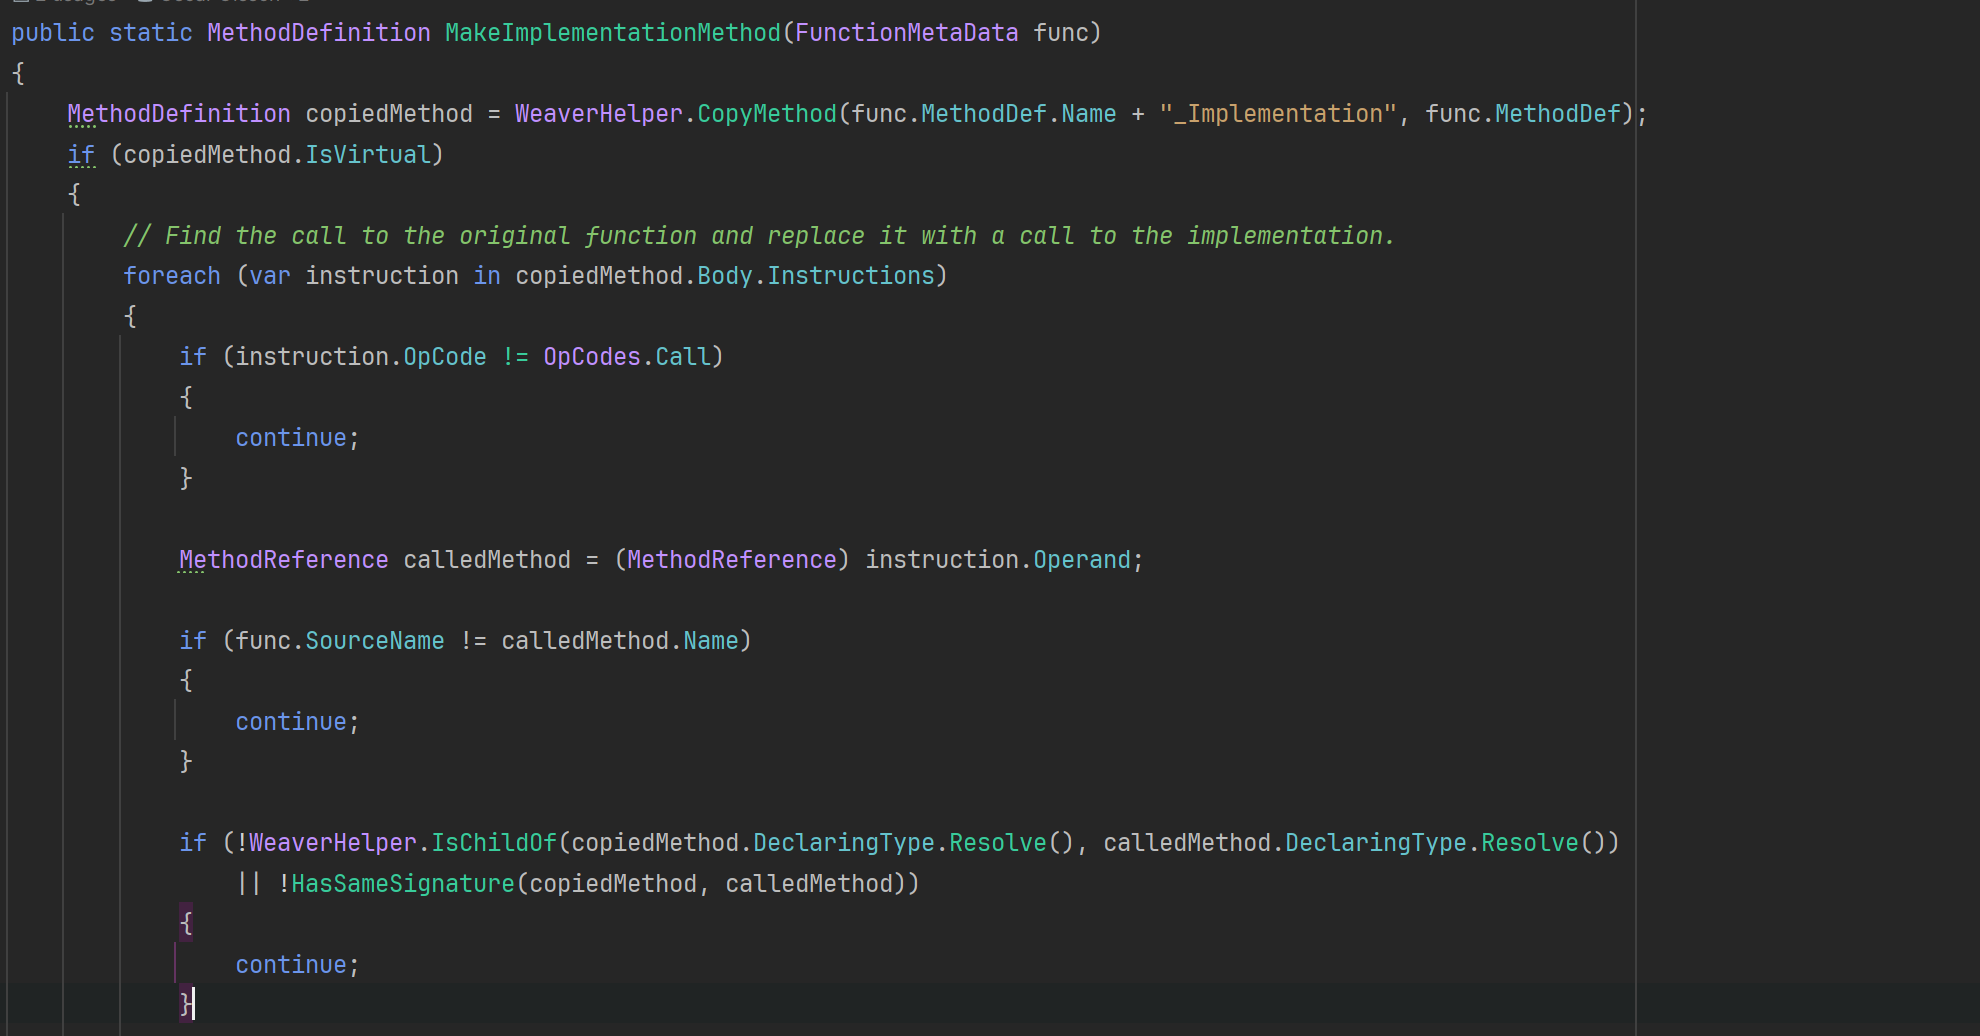 public static MethodDefinition MakeImplementationMethod(FunctionMetaData func)
{
    MethodDefinition copiedMethod = WeaverHelper.CopyMethod(func.MethodDef.Name + "_Implementation", func.MethodDef);
    if (copiedMethod.IsVirtual)
    {
        // Find the call to the original function and replace it with a call to the implementation.
        foreach (var instruction in copiedMethod.Body.Instructions)
        {
            if (instruction.OpCode != OpCodes.Call)
            {
                continue;
            }

            MethodReference calledMethod = (MethodReference) instruction.Operand;

            if (func.SourceName != calledMethod.Name)
            {
                continue;
            }

            if (!WeaverHelper.IsChildOf(copiedMethod.DeclaringType.Resolve(), calledMethod.DeclaringType.Resolve())
                || !HasSameSignature(copiedMethod, calledMethod))
            {
                continue;
            }